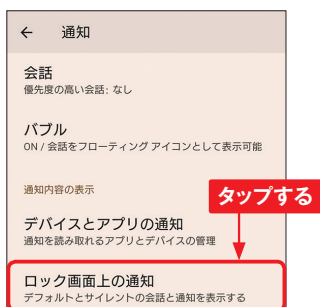 ← 通知
会話
優先度の高い会話: なし
バブル
ON / 会話をフローティング アイコンとして表示可能
通知内容の表示
タップする
デバイスとアプリの通知
通知を読み取れるアプリとデバイスの管理
ロック画面上の通知
デフォルトとサイレントの会話と通知を表示する